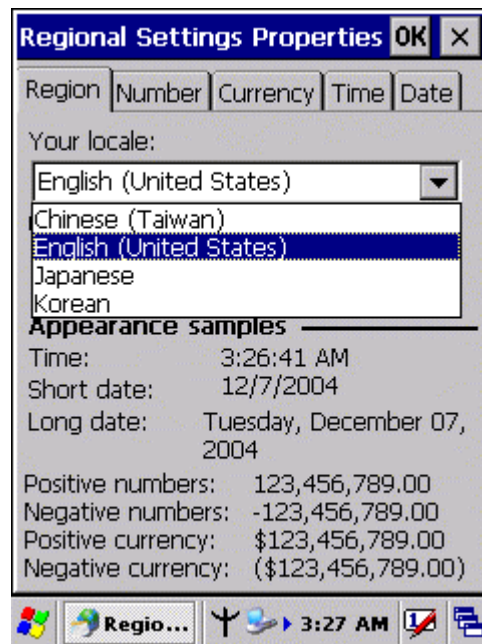 Regional Settings Properties OK ×
Region Number Currency Time Date
Your locale:
English (United States)
Chinese (Taiwan)
English (United States)
Japanese
Korean
Appearance samples
Time: 3:26:41 AM
Short date: 12/7/2004
Long date: Tuesday, December 07,
2004
Positive numbers: 123,456,789.00
Negative numbers: -123,456,789.00
Positive currency: $123,456,789.00
Negative currency: ($123,456,789.00)
Regio... 3:27 AM